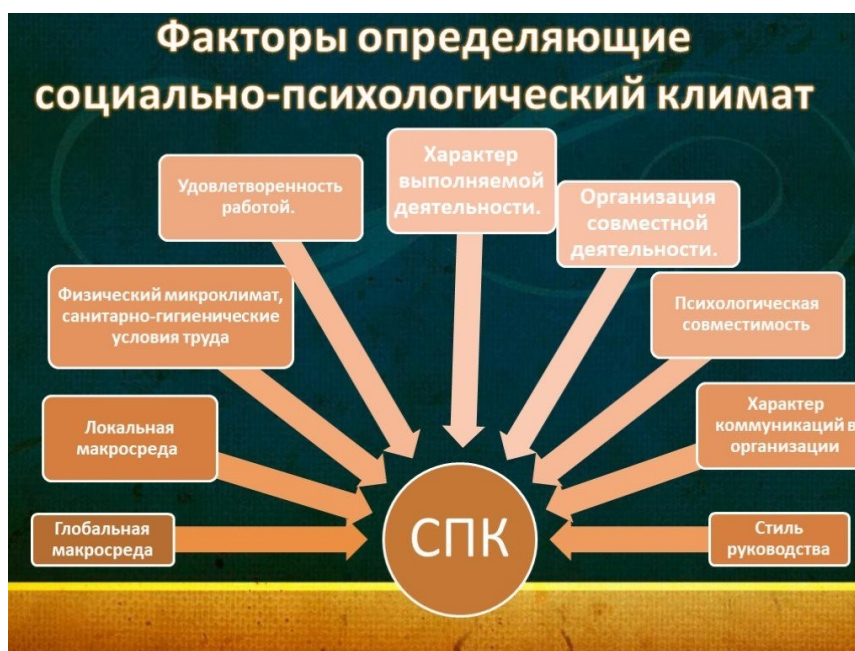 Факторы определяющие
социально-психологический климат
Характер
выполняемой
деятельности.
Удовлетворенность
работой.
Организация
совместной
деятельности.
Физический микроклимат,
санитарно-гигиенические
условия труда
Психологическая
совместимость
Локальная
макросреда
Характер
коммуникаций в
организации
Глобальная
макросреда
СПК
Стиль
руководства